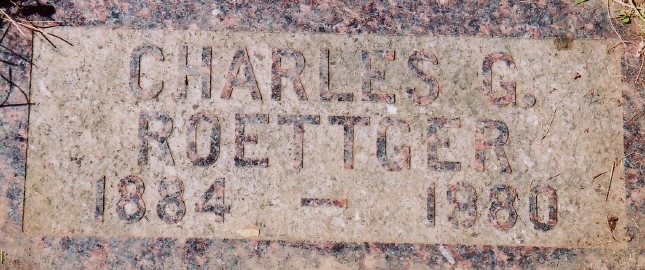 CHARLES G.
ROETTGER
1884 – 1980